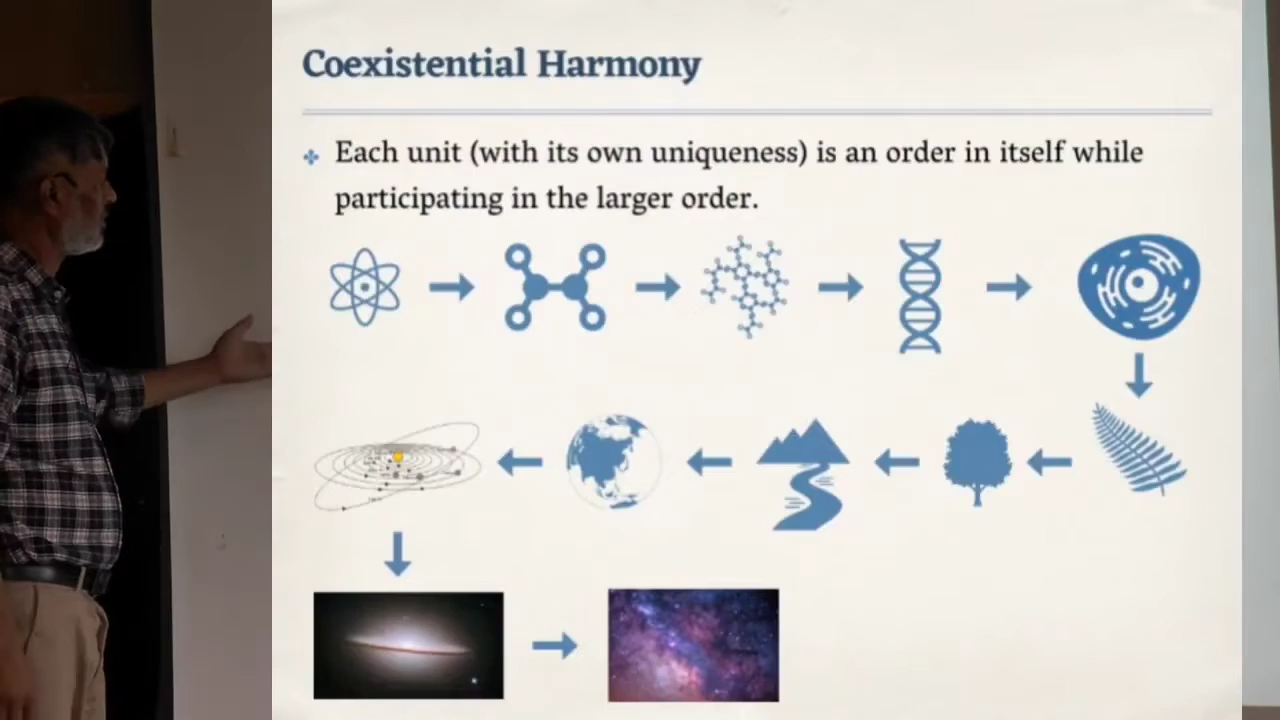 Coexistential Harmony
Each unit (with its own uniqueness) is an order in itself while
participating in the larger order.